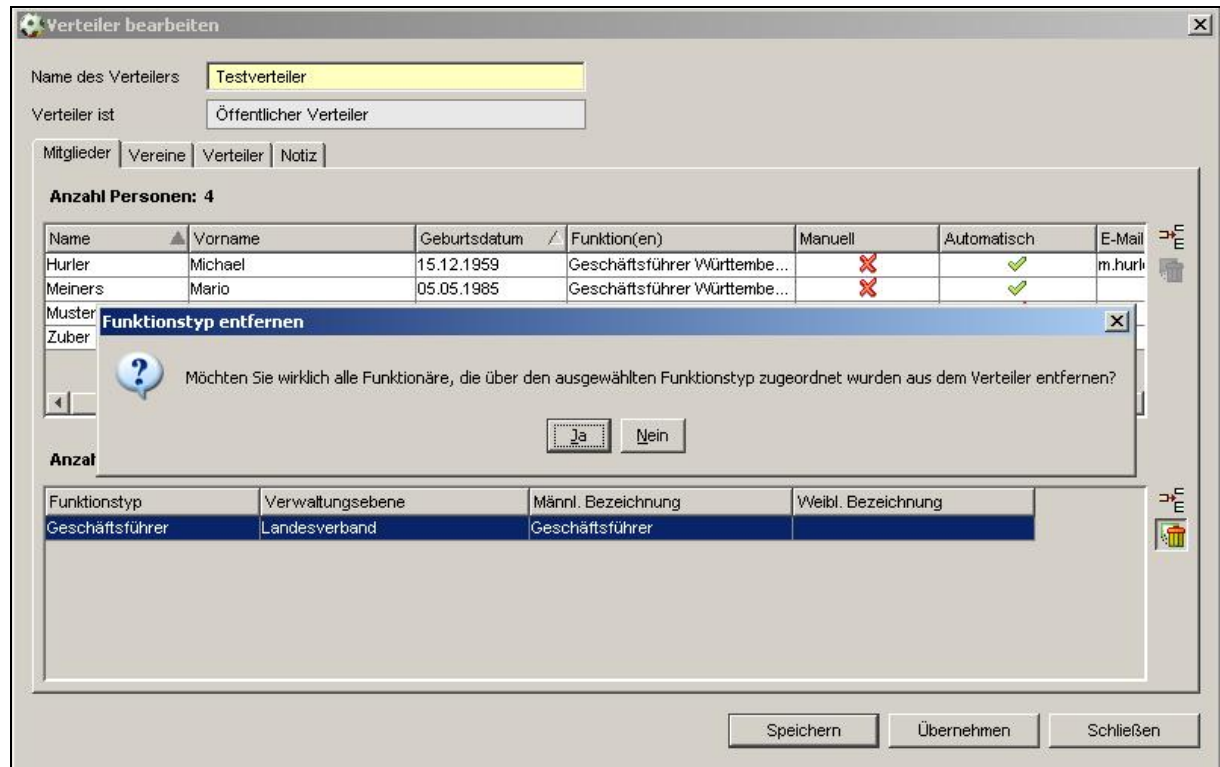 Verteiler bearbeiten
Name des Verteilers Testverteiler
Verteiler ist Öffentlicher Verteiler
Mitglieder Vereine Verteiler Notiz
Anzahl Personen: 4
Name Vorname Geburtsdatum Funktion(en) Manuell Automatisch E-Mail
Hurler Michael 15.12.1959 Geschäftsführer Württembe... m.hurl
Meiners Mario 05.05.1985 Geschäftsführer Württembe...
Muster
Zuber
Funktionstyp entfernen
Möchten Sie wirklich alle Funktionäre, die über den ausgewählten Funktionstyp zugeordnet wurden aus dem Verteiler entfernen?
Ja Nein
Anzah
Funktionstyp Verwaltungsebene Männl. Bezeichnung Weibl. Bezeichnung
Geschäftsführer Landesverband Geschäftsführer
Speichern Übernehmen Schließen